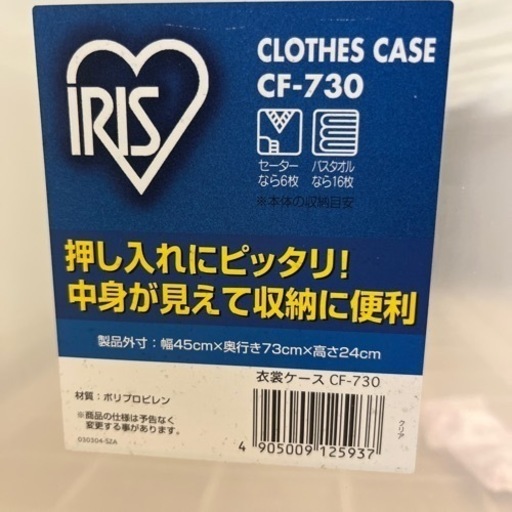 IRIS
CLOTHES CASE
CF-730
セーター
なら6枚
バスタオル
なら16枚
※本体の収納目安
押し入れにピッタリ!
中身が見えて収納に便利
製品外寸:幅45cm×奥行き73cm×高さ24cm
材質:ポリプロピレン
※商品の仕様は予告なく
変更する事があります。
030304-SZA
衣裳ケース CF-730
4 905009 125937
クリア